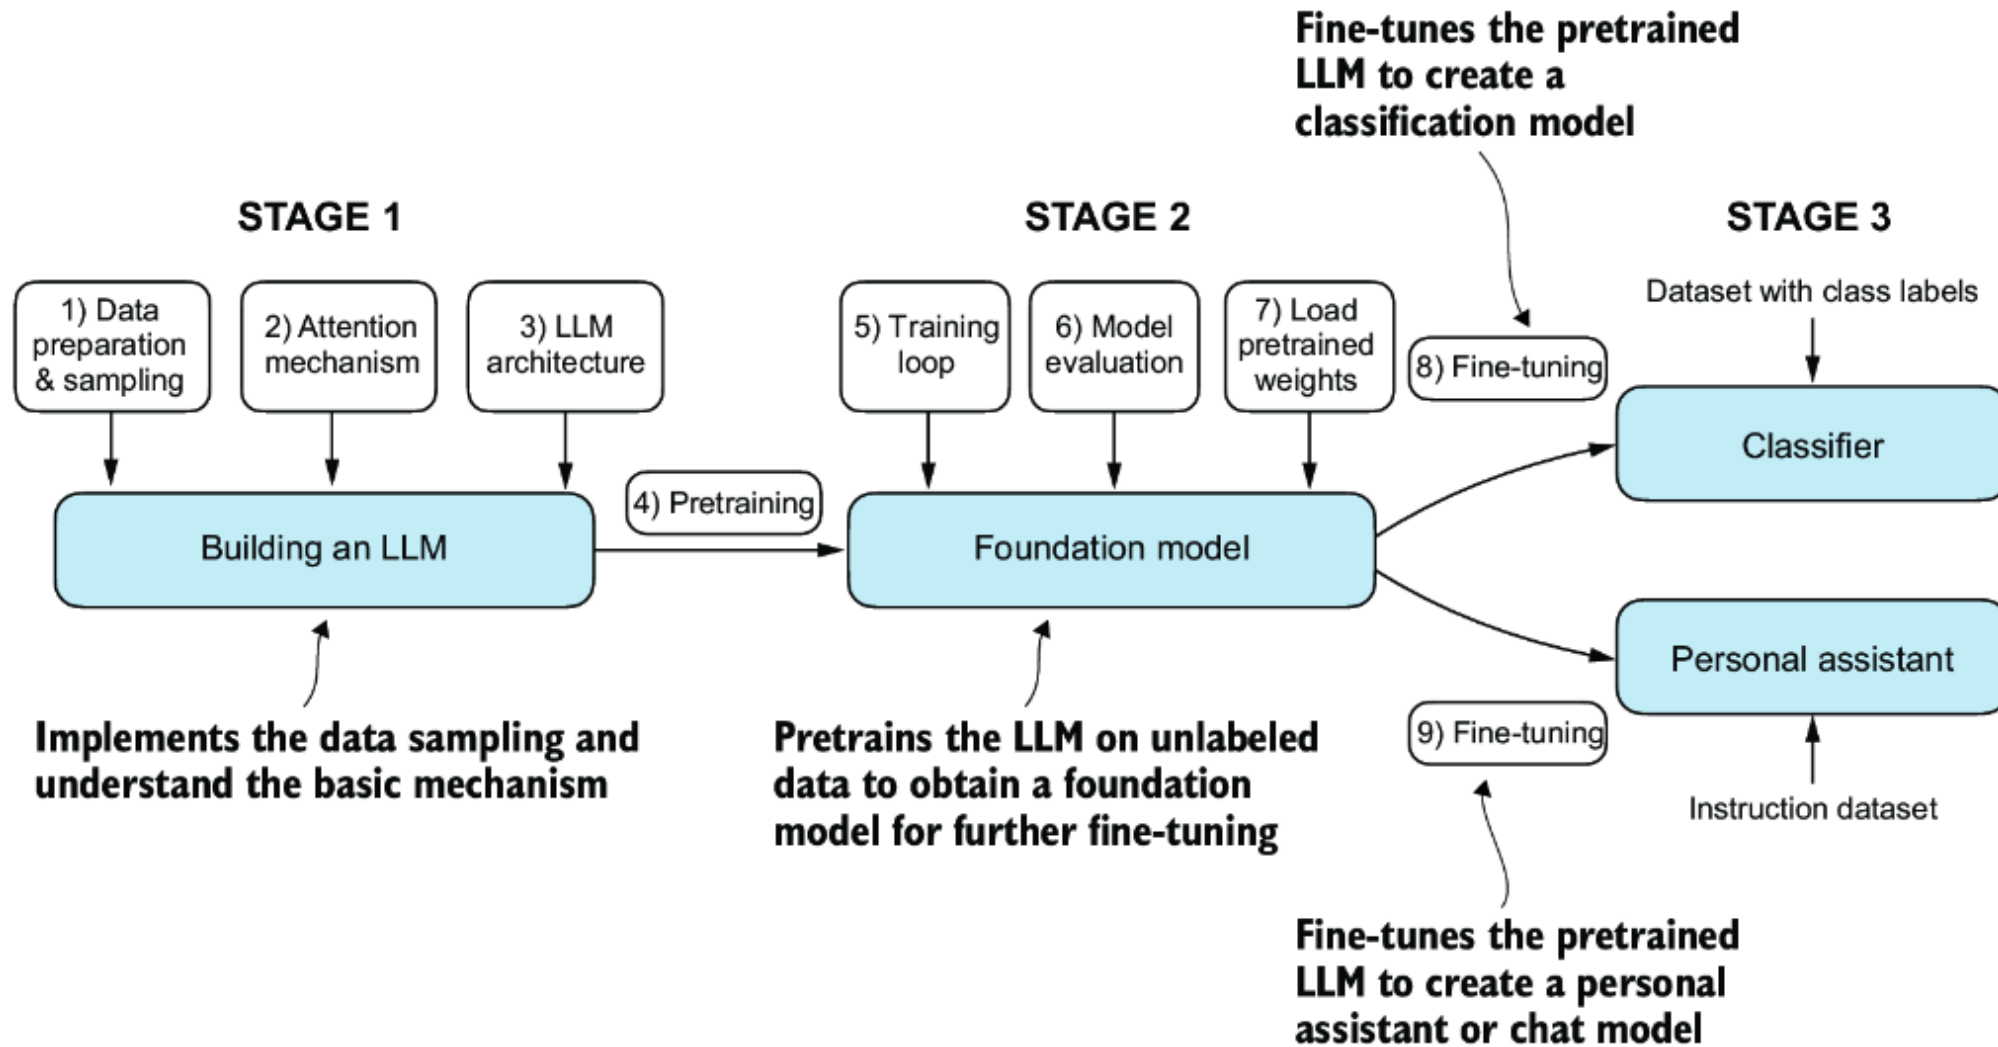 Fine-tunes the pretrained
LLM to create a
classification model
STAGE 1
STAGE 2
STAGE 3
1) Data
preparation
& sampling
2) Attention
mechanism
3) LLM
architecture
5) Training
loop
6) Model
evaluation
7) Load
pretrained
weights
8) Fine-tuning
Dataset with class labels
Classifier
4) Pretraining
Building an LLM
Foundation model
Personal assistant
9) Fine-tuning
Instruction dataset
Implements the data sampling and
understand the basic mechanism
Pretrains the LLM on unlabeled
data to obtain a foundation
model for further fine-tuning
Fine-tunes the pretrained
LLM to create a personal
assistant or chat model